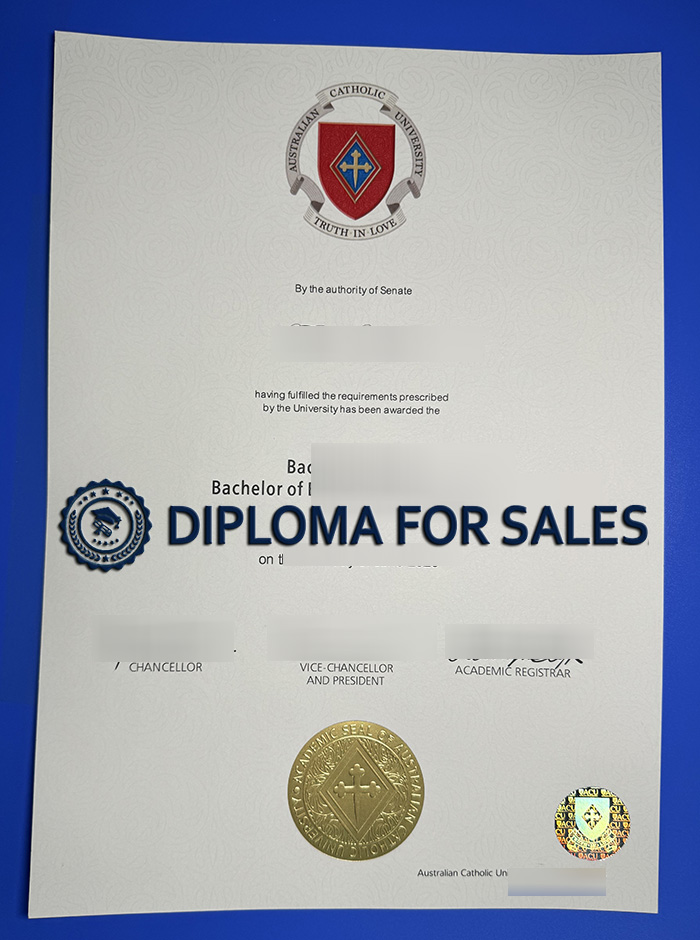 AUSTRALIAN CATHOLIC UNIVERSITY
TRUTH IN LOVE
By the authority of Senate
having fulfilled the requirements prescribed
by the University has been awarded the
Bachelor of
DIPLOMA FOR SALES
on
CHANCELLOR
VICE-CHANCELLOR
AND PRESIDENT
ACADEMIC REGISTRAR
ACADEMIC SEAL OF AUSTRALIAN CATHOLIC UNIVERSITY
ACU
Australian Catholic